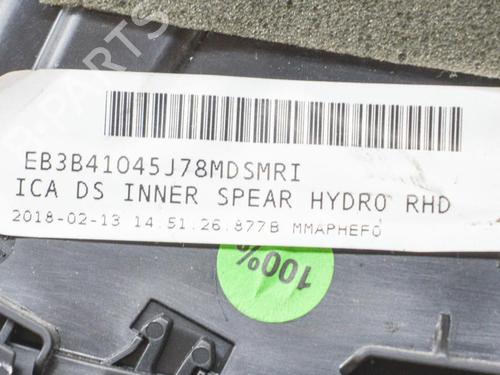 EB3B41045J78MDSMRI
ICA DS INNER SPEAR HYDRO RHD
2018-02-13 14.51.26.877B MMAPHEF0
100%